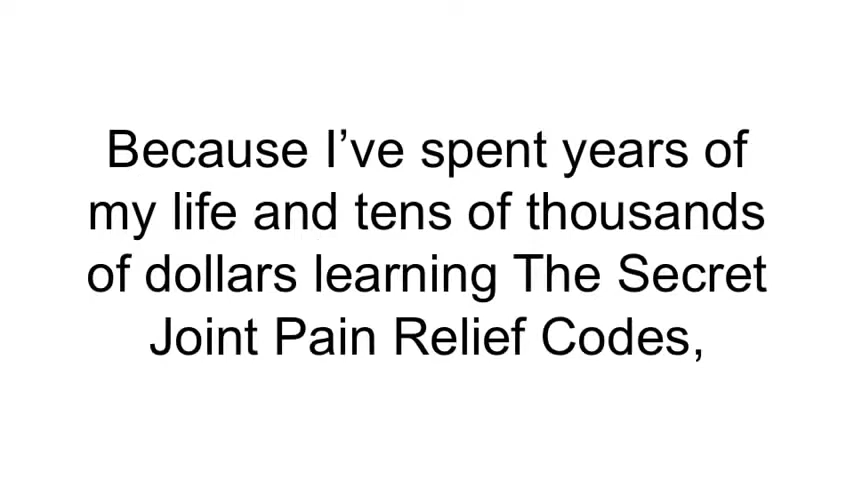 Because I’ve spent years of
my life and tens of thousands
of dollars learning The Secret
Joint Pain Relief Codes,